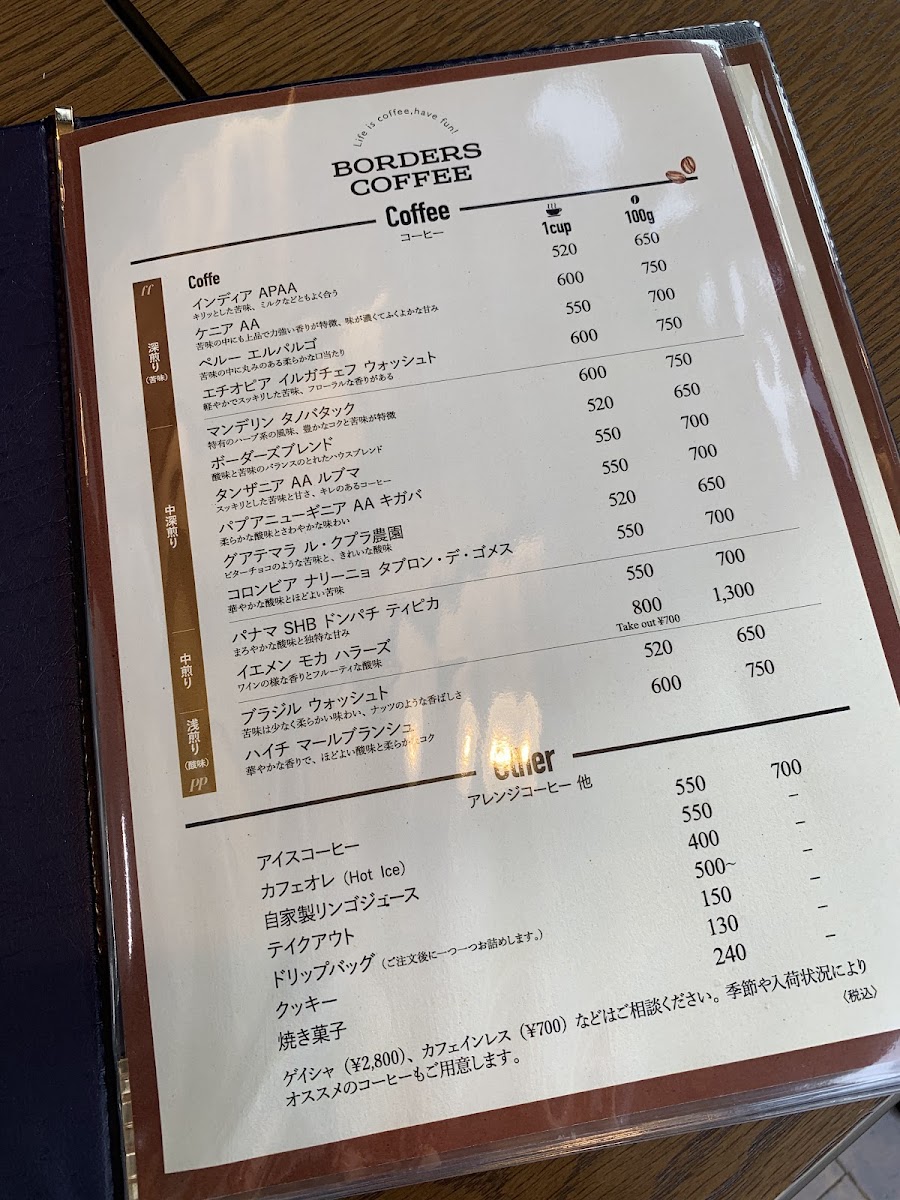 Life is coffee, have fun!
BORDERS
COFFEE
Coffee
コーヒー
1cup
100g
Coffe
ff
深煎り
(苦味)
インディア APAA 520 650
キリッとした苦味、ミルクなどともよく合う
ケニア AA 600 750
苦味の中にも上品で力強い香りが特徴、味が濃くてふくよかな甘み
ペルー エルパルゴ 550 700
苦味の中に丸みのある柔らかな口当たり
エチオピア イルガチェフ ウォッシュト 600 750
軽やかでスッキリした苦味、フローラルな香りがある
中深煎り
マンデリン タノバタック 600 750
特有のハーブ系の風味、豊かなコクと苦味が特徴
ボーダーズブレンド 520 650
酸味と苦味のバランスのとれたハウスブレンド
タンザニア AA ルブマ 550 700
スッキリとした苦味と甘さ、キレのあるコーヒー
パプアニューギニア AA キガバ 550 700
柔らかな酸味とさわやかな味わい
グアテマラ ル・クプラ農園 520 650
ビターチョコのような苦味と、きれいな酸味
コロンビア ナリーニョ タブロン・デ・ゴメス 550 700
華やかな酸味とほどよい苦味
中煎り
パナマ SHB ドンパチ ティピカ 550 700
まろやかな酸味と独特な甘み
イエメン モカ ハラーズ 800 1,300
ワインの様な香りとフルーティな酸味
Take out ¥700
浅煎り
(酸味)
pp
ブラジル ウォッシュト 520 650
苦味は少なく柔らかい味わい、ナッツのような香ばしさ
ハイチ マールブランシュ 600 750
華やかな香りで、ほどよい酸味と柔らかなコク
Other
アレンジコーヒー 他
アイスコーヒー 550 700
カフェオレ (Hot Ice) 550 –
自家製リンゴジュース 400 –
テイクアウト 500~ –
ドリップバッグ (ご注文後に一つ一つお詰めします。) 150 –
クッキー 130 –
焼き菓子 240 –
ゲイシャ (¥2,800)、カフェインレス (¥700) などはご相談ください。季節や入荷状況により
オススメのコーヒーもご用意します。
(税込)